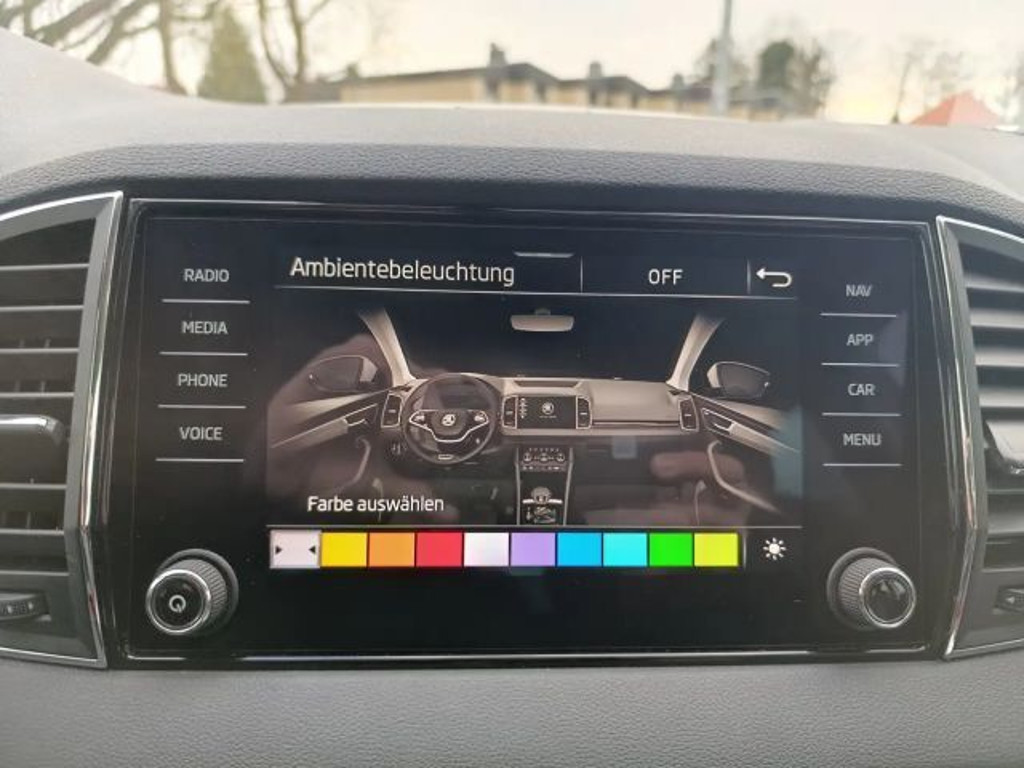 Ambientebeleuchtung OFF
RADIO
MEDIA
PHONE
VOICE
NAV
APP
CAR
MENU
Farbe auswählen